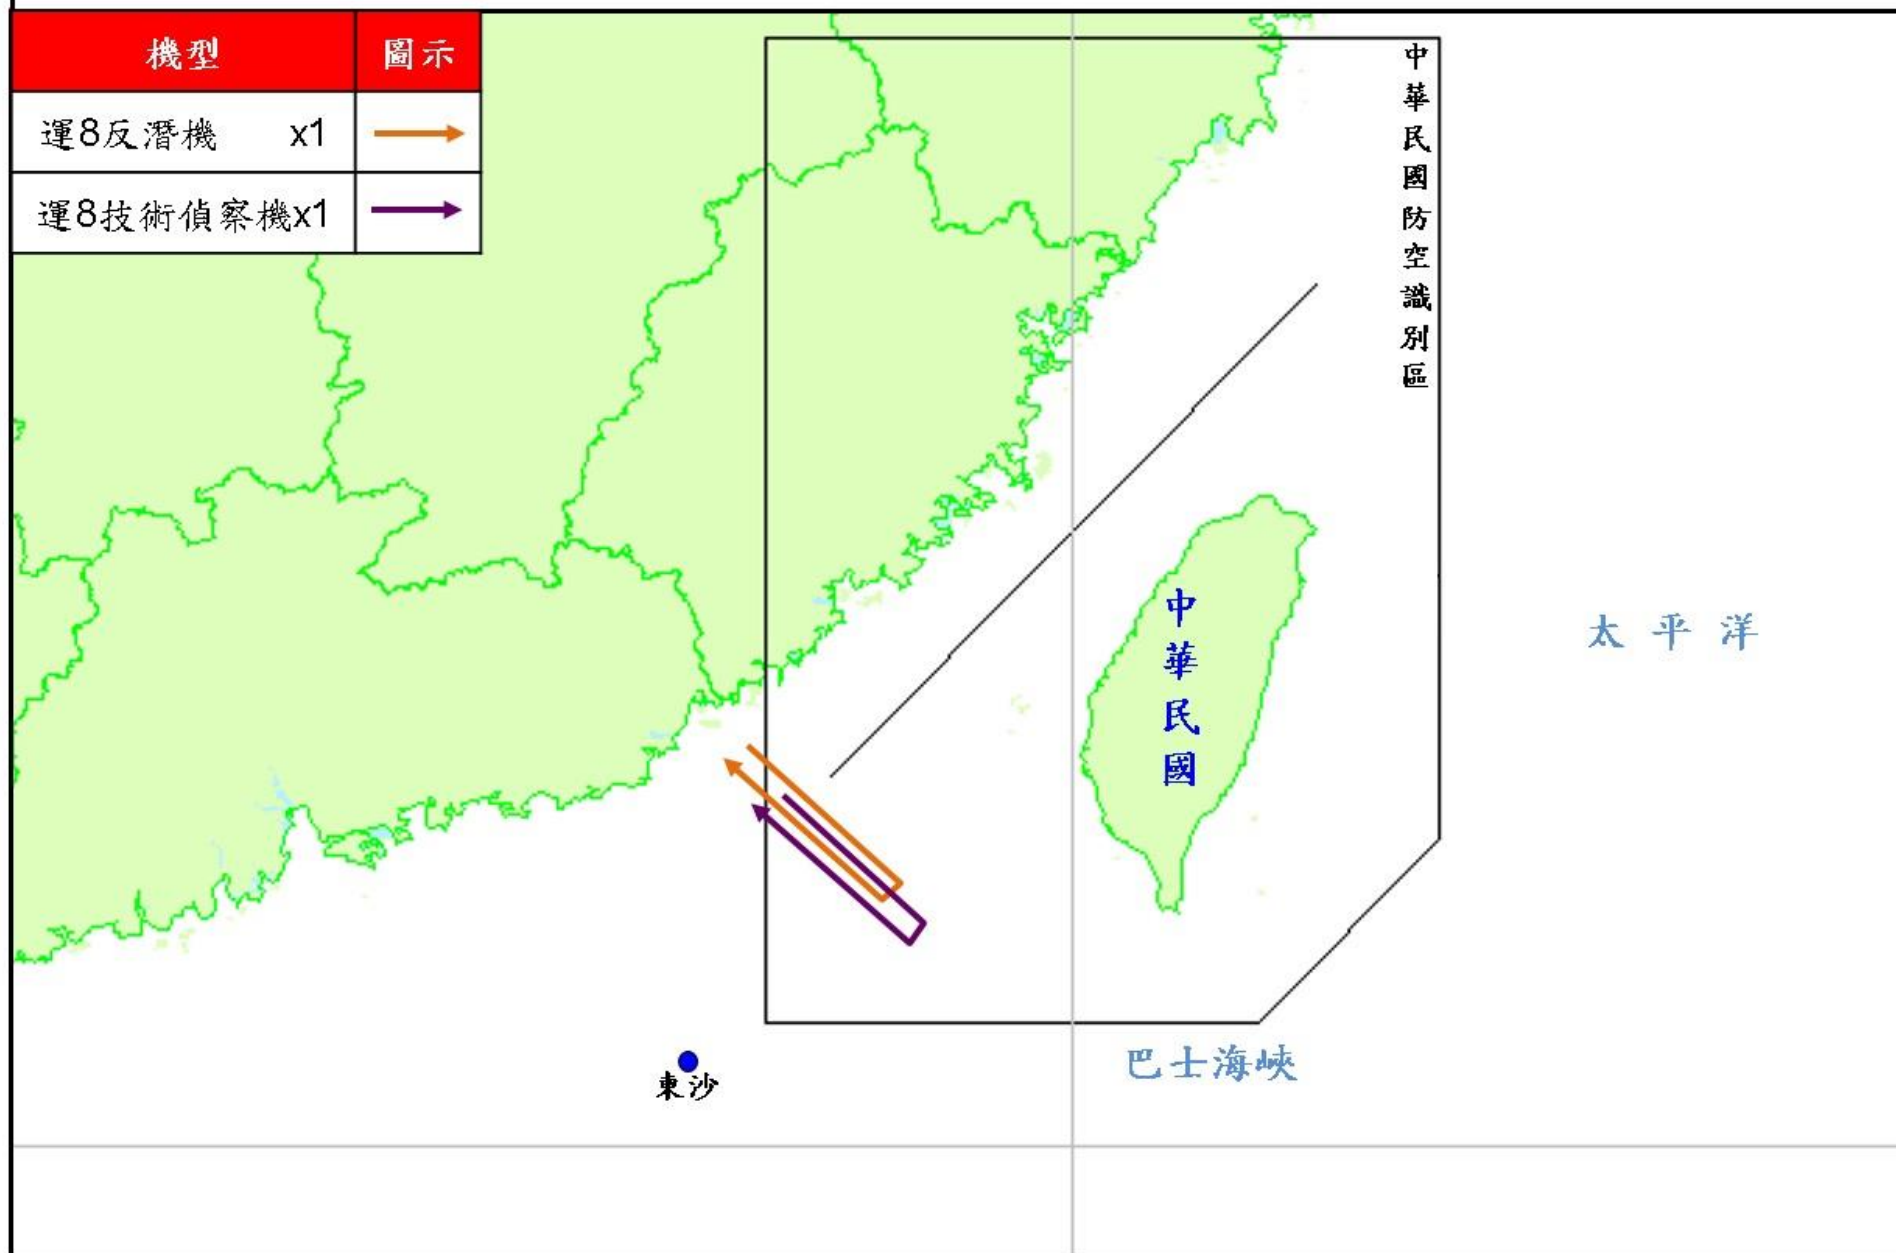 機型 圖示
運8反潛機 x1
運8技術偵察機x1
中華民國防空識別區
中華民國
太平洋
巴士海峽
東沙